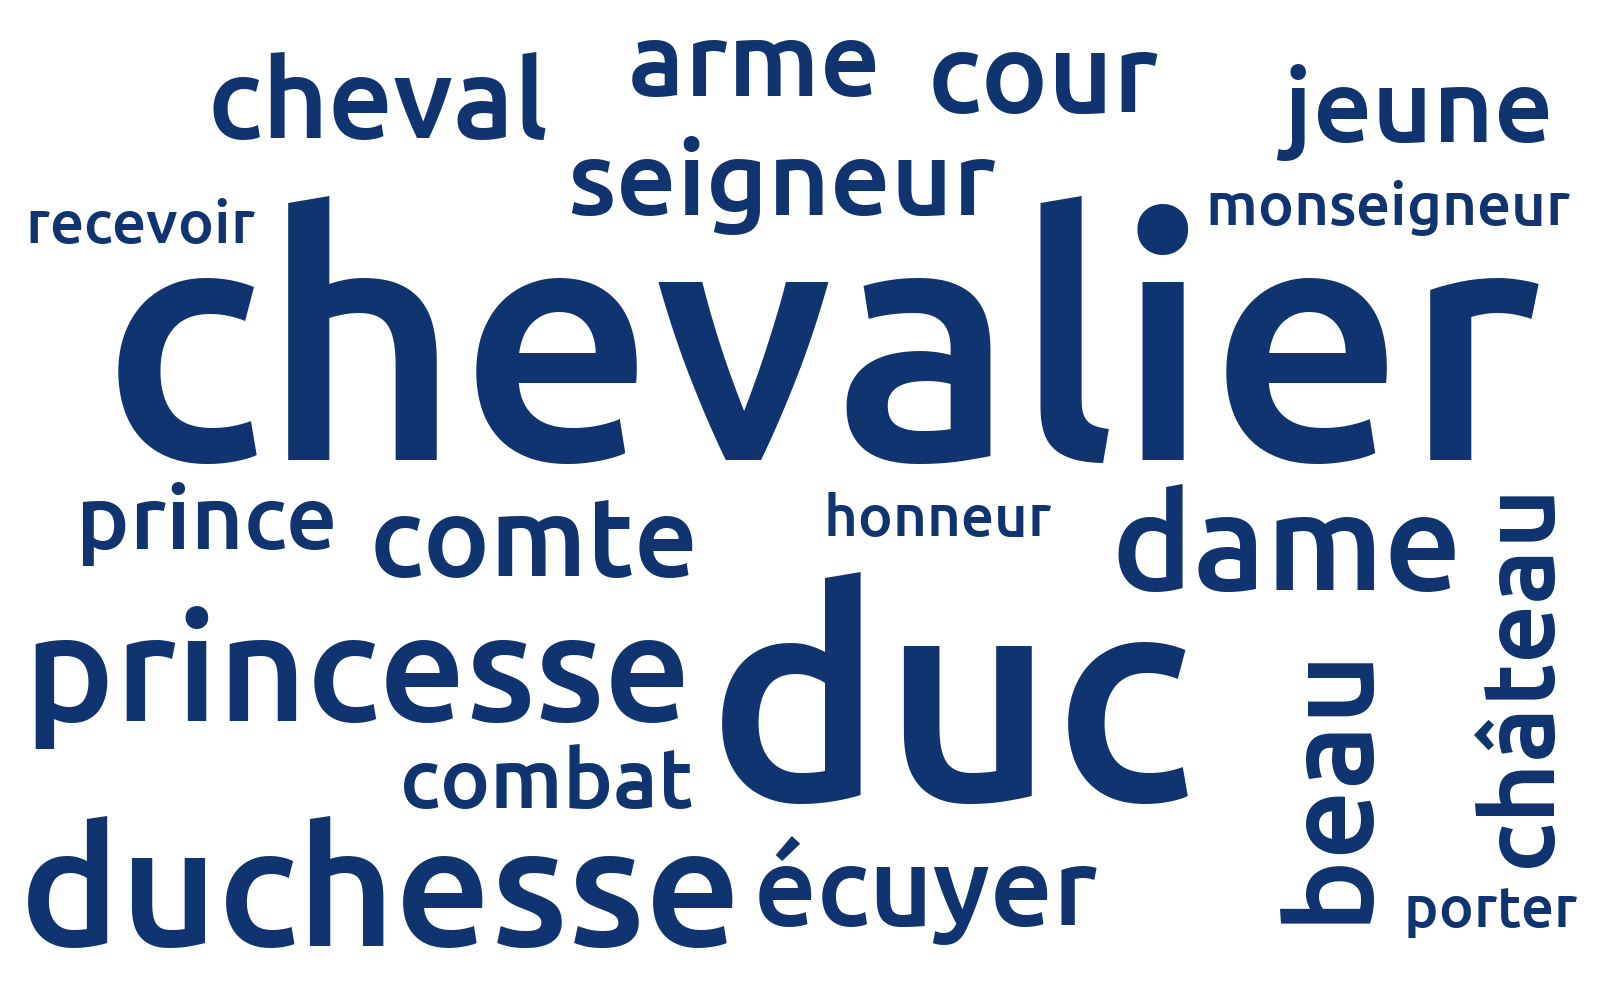 cheval
arme
cour
jeune
seigneur
recevoir
monseigneur
chevalier
prince
comte
honneur
dame
château
princesse
duc
beau
combat
duchesse
écuyer
porter